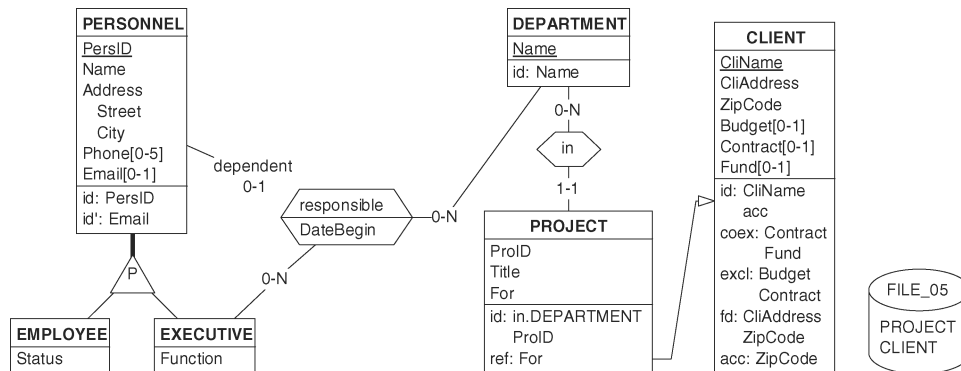 PERSONNEL
PersID
Name
Address
Street
City
Phone[0-5]
Email[0-1]
id: PersID
id': Email
dependent
0-1
P
EMPLOYEE
Status
EXECUTIVE
Function
responsible
DateBegin
0-N
0-N
DEPARTMENT
Name
id: Name
0-N
in
1-1
PROJECT
ProID
Title
For
id: in.DEPARTMENT
ProID
ref: For
CLIENT
CliName
CliAddress
ZipCode
Budget[0-1]
Contract[0-1]
Fund[0-1]
id: CliName
acc
coex: Contract
Fund
excl: Budget
Contract
fd: CliAddress
ZipCode
acc: ZipCode
FILE_05
PROJECT
CLIENT